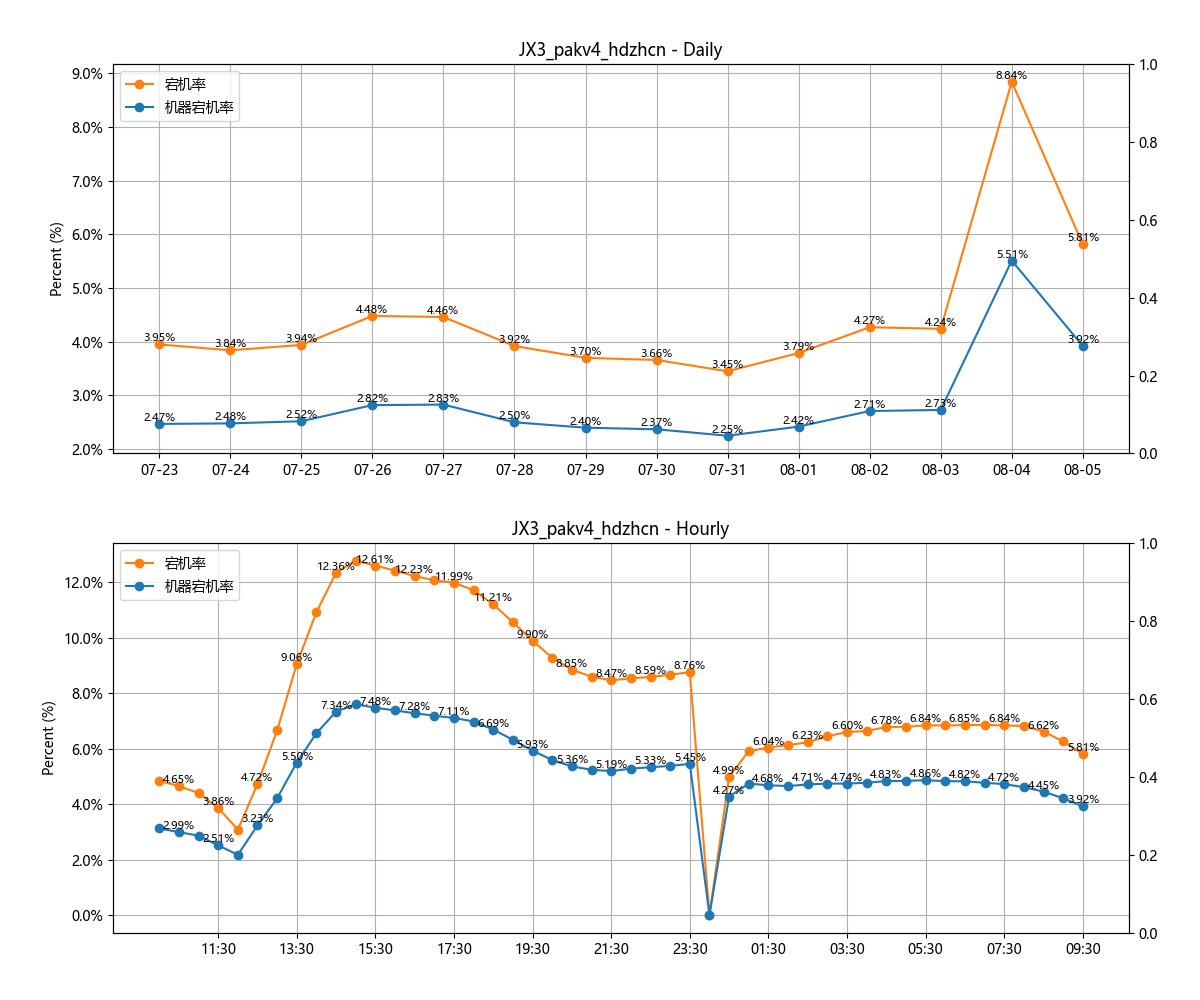 JX3_pakv4_hdzhcn - Daily
宕机率
机器宕机率
Percent (%)
9.0%
8.0%
7.0%
6.0%
5.0%
4.0%
3.0%
2.0%
1.0
0.8
0.6
0.4
0.2
0.0
3.95% 3.84% 3.94% 4.48% 4.46% 3.92% 3.70% 3.66% 3.45% 3.79% 4.27% 4.24% 8.84% 5.81%
2.47% 2.48% 2.52% 2.82% 2.83% 2.50% 2.40% 2.37% 2.25% 2.42% 2.71% 2.73% 5.51% 3.92%
07-23 07-24 07-25 07-26 07-27 07-28 07-29 07-30 07-31 08-01 08-02 08-03 08-04 08-05
JX3_pakv4_hdzhcn - Hourly
宕机率
机器宕机率
Percent (%)
12.0%
10.0%
8.0%
6.0%
4.0%
2.0%
0.0%
1.0
0.8
0.6
0.4
0.2
0.0
4.65% 3.86% 4.72% 9.06% 12.36% 12.61% 12.23% 11.99% 11.21% 9.90% 8.85% 8.47% 8.59% 8.76% 4.99% 6.04% 6.23% 6.60% 6.78% 6.84% 6.85% 6.84% 6.62% 5.81%
2.99% 2.51% 3.23% 5.50% 7.34% 7.48% 7.28% 7.11% 6.69% 5.93% 5.36% 5.19% 5.33% 5.45% 4.27% 4.68% 4.71% 4.74% 4.83% 4.86% 4.82% 4.72% 4.45% 3.92%
11:30 13:30 15:30 17:30 19:30 21:30 23:30 01:30 03:30 05:30 07:30 09:30